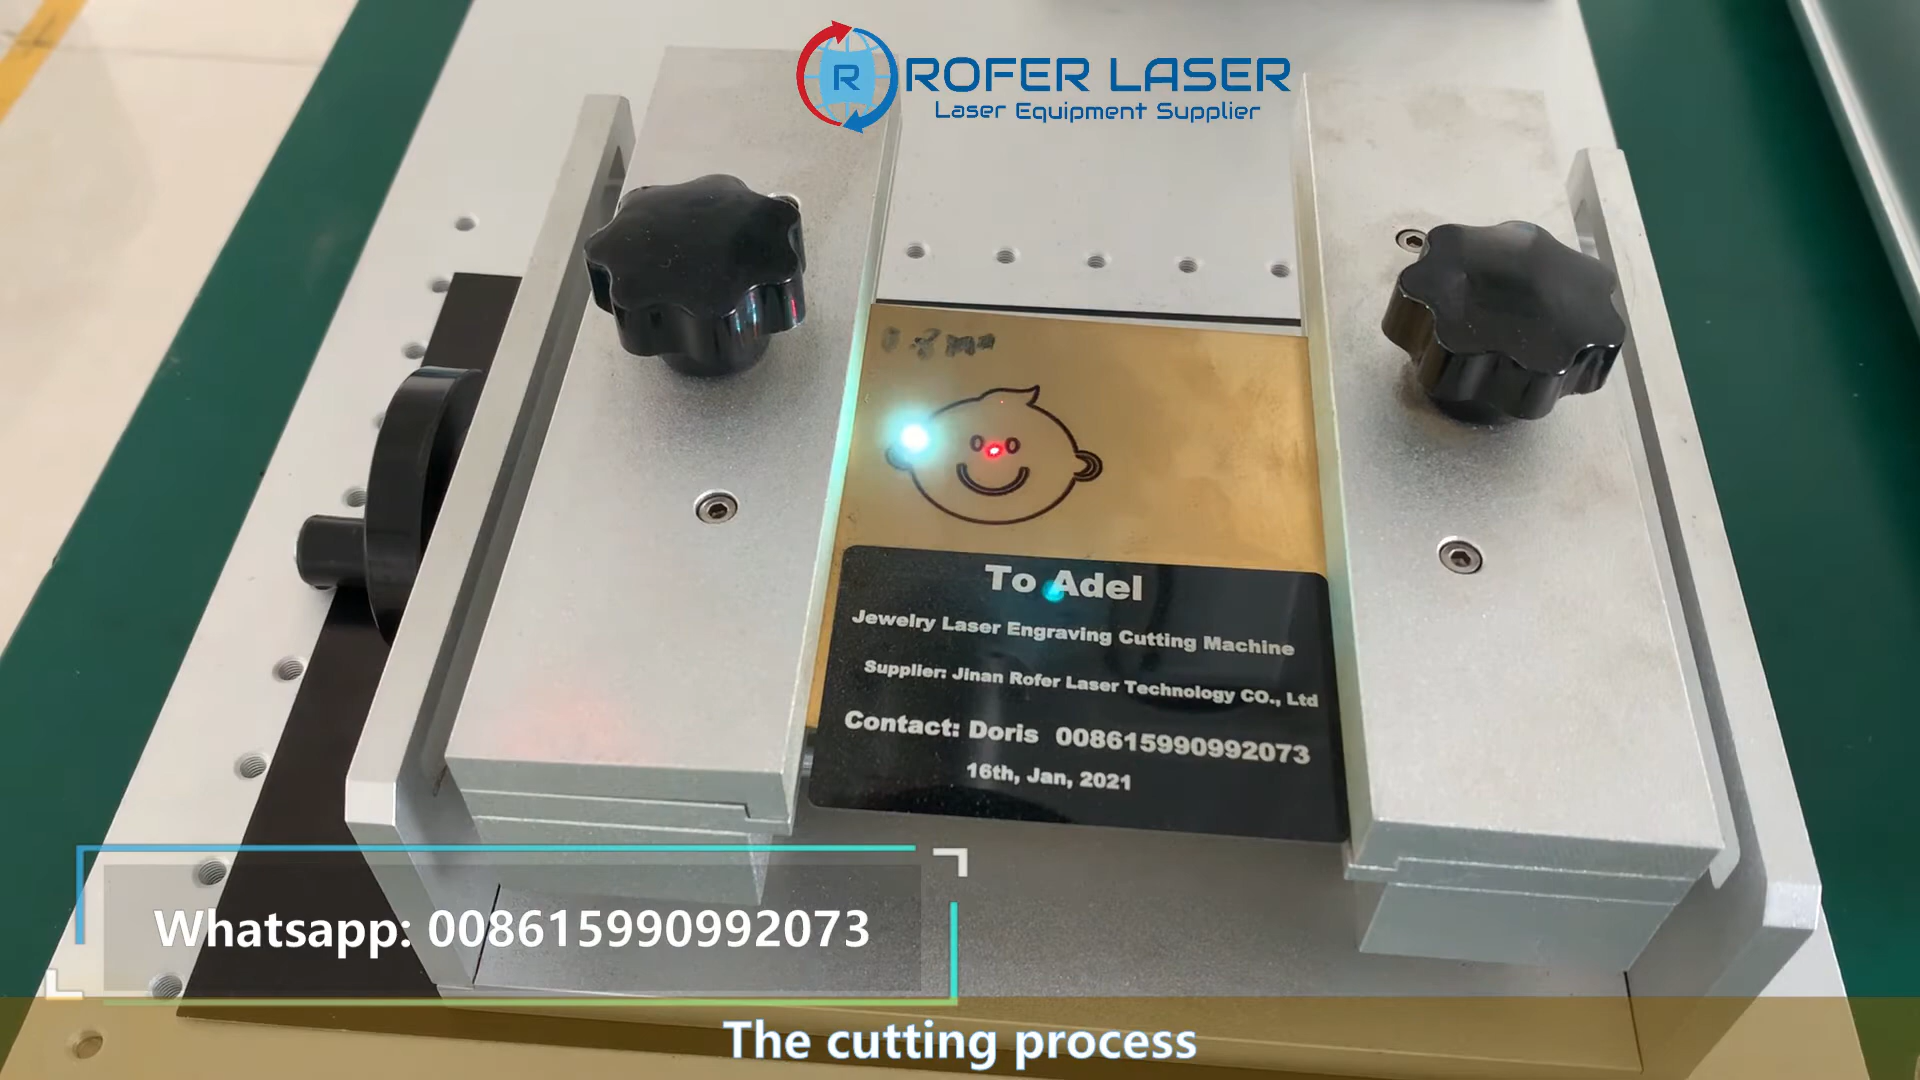 R
ROFER LASER
Laser Equipment Supplier
To Adel
Jewelry Laser Engraving Cutting Machine
Supplier: Jinan Rofer Laser Technology CO., Ltd
Contact: Doris 008615990992073
16th, Jan, 2021
Whatsapp: 008615990992073
The cutting process